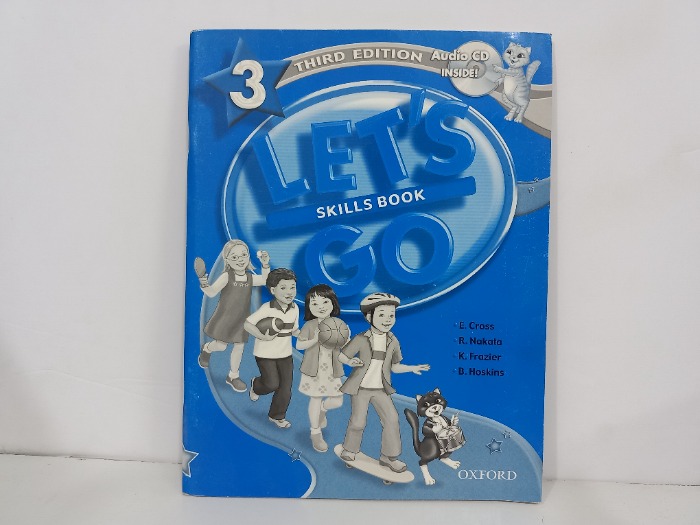 3
THIRD EDITION
Audio CD
INSIDE!
LET'S
SKILLS BOOK
GO
E. Cross
R. Nakata
K. Frazier
B. Hoskins
OXFORD